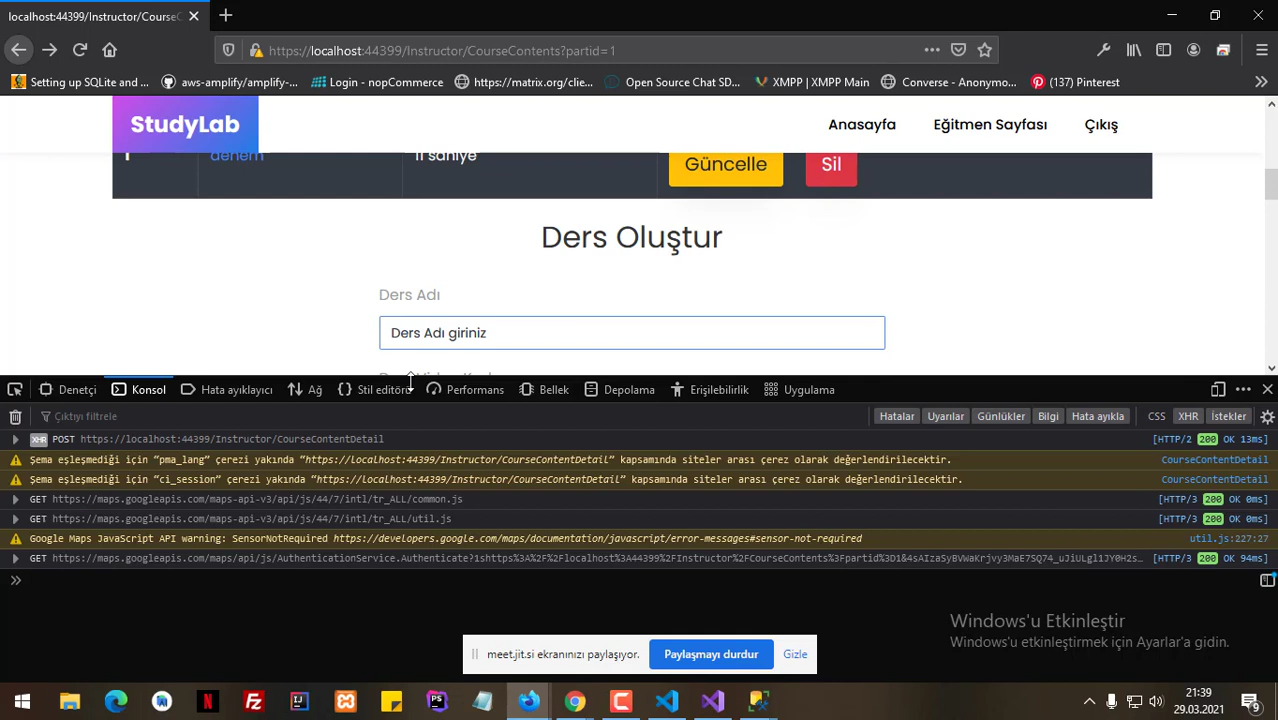 localhost:44399/Instructor/CourseC
https://localhost:44399/Instructor/CourseContents?partid=1
Setting up SQLite and ...
aws-amplify/amplify-...
Login - nopCommerce
https://matrix.org/clie...
Open Source Chat SD...
XMPP | XMPP Main
Converse - Anonymo...
(137) Pinterest
StudyLab
Anasayfa
Eğitmen Sayfası
Çıkış
1
denem
11 saniye
Güncelle
Sil
Ders Oluştur
Ders Adı
Ders Adı giriniz
Denetçi
Konsol
Hata ayıklayıcı
Ağ
Stil editörü
Performans
Bellek
Depolama
Erişilebilirlik
Uygulama
Çıktıyı filtrele
Hatalar
Uyarılar
Günlükler
Bilgi
Hata ayıkla
CSS
XHR
İstekler
XHR POST https://localhost:44399/Instructor/CourseContentDetail [HTTP/2 200 OK 13ms]
Şema eşleşmediği için "pma_lang" çerezi yakında "https://localhost:44399/Instructor/CourseContentDetail" kapsamında siteler arası çerez olarak değerlendirilecektir. CourseContentDetail
Şema eşleşmediği için "ci_session" çerezi yakında "https://localhost:44399/Instructor/CourseContentDetail" kapsamında siteler arası çerez olarak değerlendirilecektir. CourseContentDetail
GET https://maps.googleapis.com/maps-api-v3/api/js/44/7/intl/tr_ALL/common.js [HTTP/3 200 OK 0ms]
GET https://maps.googleapis.com/maps-api-v3/api/js/44/7/intl/tr_ALL/util.js [HTTP/3 200 OK 0ms]
Google Maps JavaScript API warning: SensorNotRequired https://developers.google.com/maps/documentation/javascript/error-messages#sensor-not-required util.js:227:27
GET [HTTP/3 200 OK 94ms]
Windows'u Etkinleştir
Windows'u etkinleştirmek için Ayarlar'a gidin.
meet.jit.si ekranınızı paylaşıyor.
Paylaşmayı durdur
Gizle
21:39
29.03.2021
9